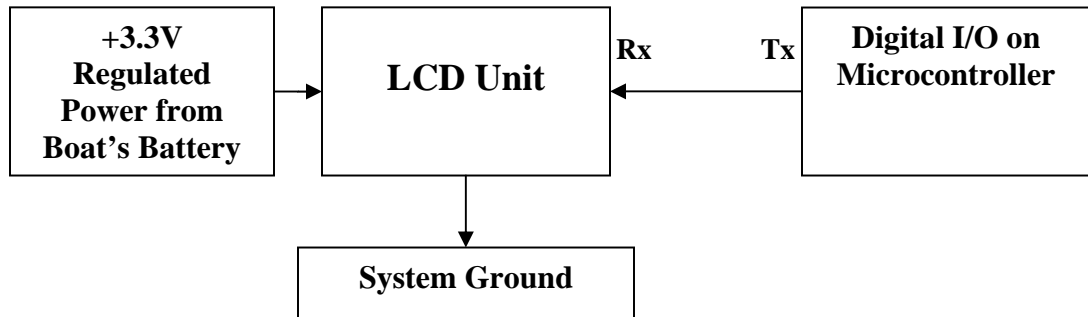 +3.3V
Regulated
Power from
Boat's Battery
LCD Unit
Rx
Tx
Digital I/O on
Microcontroller
System Ground